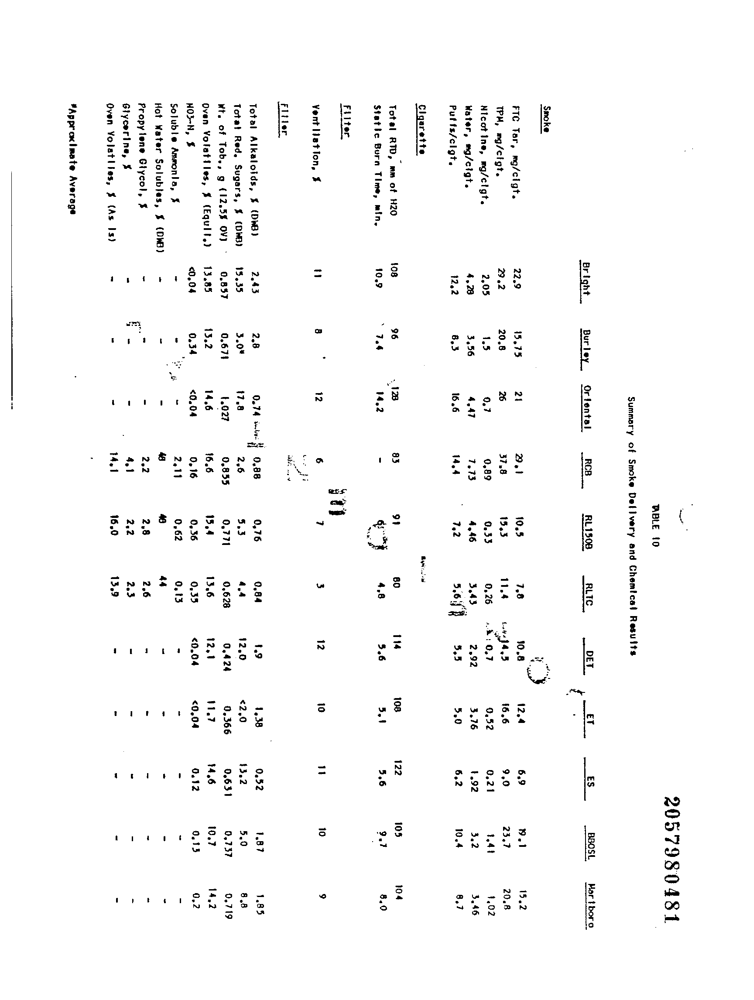 2057980481
TABLE 10
Summary of Smoke Delivery and Chemical Results
Bright Burley Oriental RCB RL150B RLTC DET ET ES BBOSL Marlboro
Smoke
FTC Tar, mg/cigt. 22.9 15.75 21 29.1 10.5 7.8 10.8 12.4 6.9 19.1 15.2
TPM, mg/cigt. 29.2 20.8 26 37.8 15.3 11.4 14.5 16.6 9.0 23.7 20.8
Nicotine, mg/cigt. 2.05 1.5 0.7 0.89 0.33 0.26 0.7 0.52 0.21 1.41 1.02
Water, mg/cigt. 4.28 3.56 4.47 7.73 4.46 3.43 2.92 3.76 1.92 3.2 3.46
Puffs/cigt. 12.2 8.3 16.6 14.4 7.2 5.6 5.5 5.0 6.2 10.4 8.7
Cigarette
Total RTD, mm of H20 108 96 128 83 91 80 114 108 122 105 104
Static Burn Time, min. 10.9 7.4 14.2 - 4.8 5.6 5.1 5.6 9.7 8.0
Filter
Ventilation, % 11 8 12 6 7 3 12 10 11 10 9
Filler
Total Alkaloids, % (DWB) 2.43 2.8 0.74 0.88 0.76 0.84 1.9 1.38 0.52 1.87 1.85
Total Red. Sugars, % (DWB) 15.35 3.0* 17.8 2.6 5.3 4.4 12.0 <2.0 13.2 5.0 8.8
Wt. of Tob., g (12.5% OV) 0.857 0.671 1.027 0.855 0.771 0.628 0.424 0.366 0.631 0.737 0.719
Oven Volatiles, % (Equil.) 13.85 13.2 14.6 16.6 15.4 13.6 12.1 11.7 14.6 10.7 14.2
NO3-N, % <0.04 0.34 <0.04 0.16 0.36 0.35 <0.04 <0.04 0.12 0.13 0.2
Soluble Ammonia, % - - - 2.11 0.62 0.13 - - - - -
Hot Water Solubles, % (DWB) - - - 48 48 44 - - - - -
Propylene Glycol, % - - - 2.2 2.8 2.6 - - - - -
Glycerine, % - - - 4.1 2.2 2.3 - - - - -
Oven Volatiles, % (As Is) - - - 14.1 16.0 13.9 - - - - -
*Approximate Average